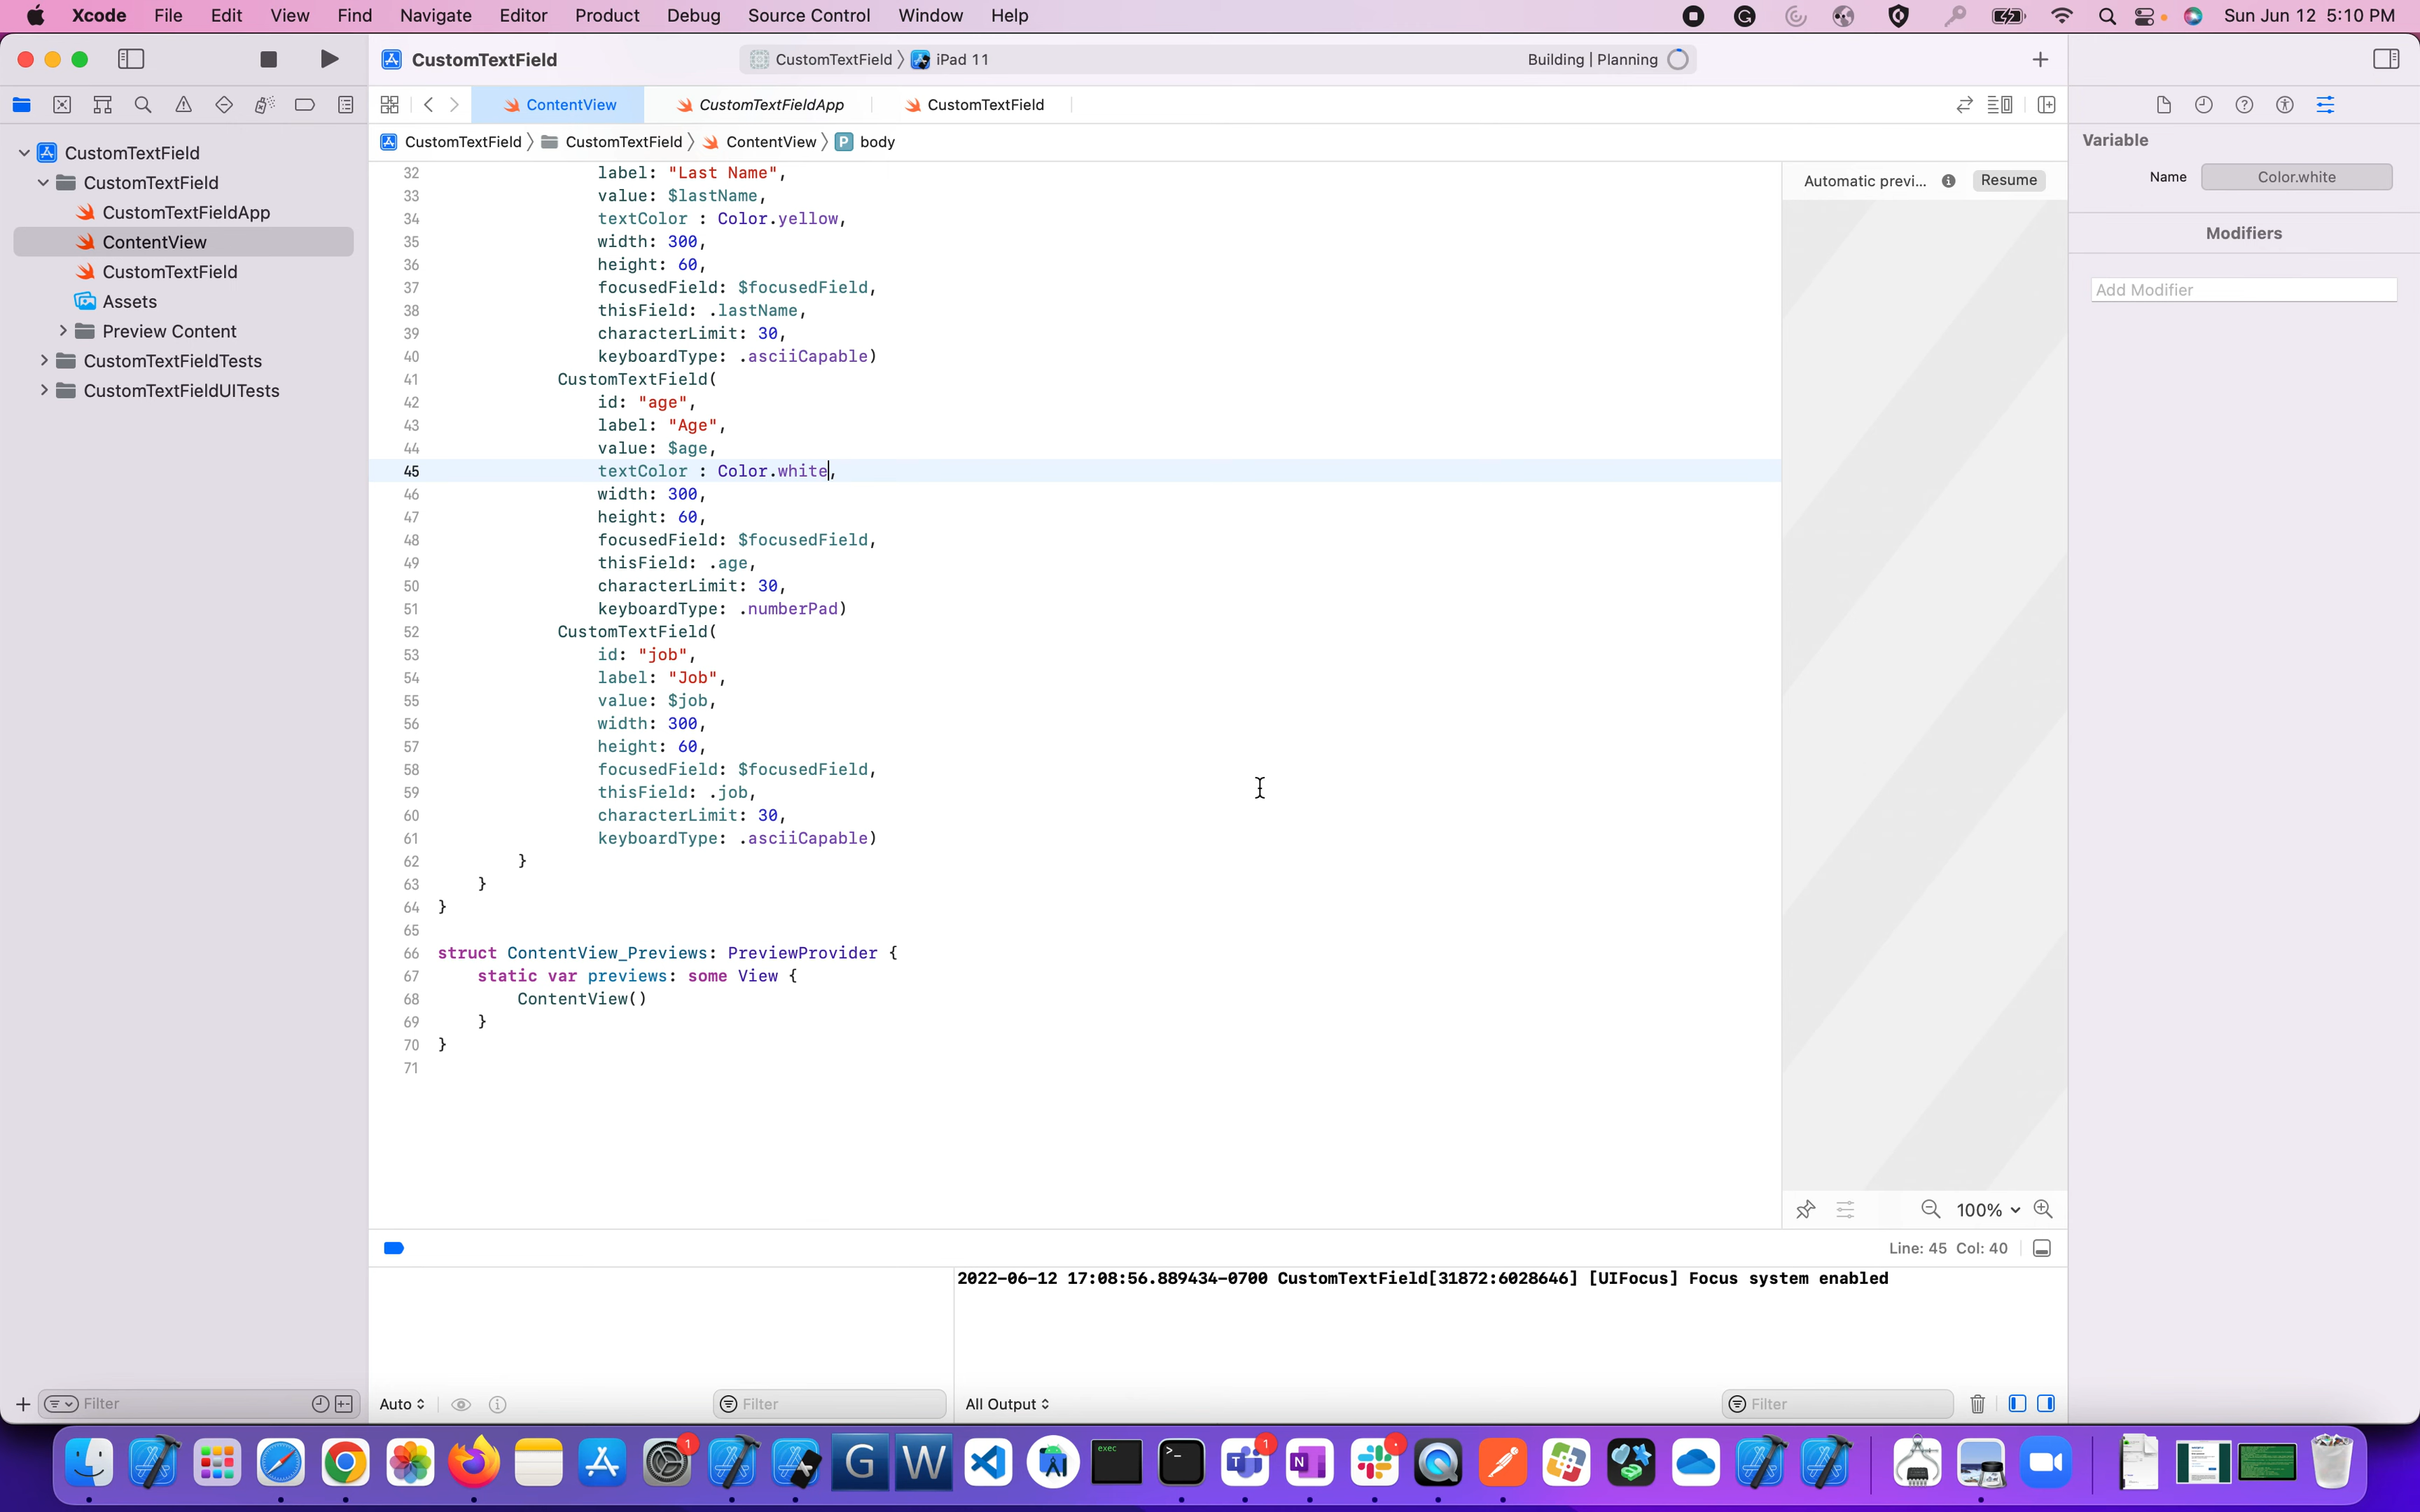 Xcode File Edit View Find Navigate Editor Product Debug Source Control Window Help Sun Jun 12 5:10 PM
CustomTextField CustomTextField iPad 11 Building | Planning
ContentView CustomTextFieldApp CustomTextField
CustomTextField CustomTextField ContentView P body
CustomTextField
CustomTextField
CustomTextFieldApp
ContentView
CustomTextField
Assets
Preview Content
CustomTextFieldTests
CustomTextFieldUITests
32 label: "Last Name",
33 value: $lastName,
34 textColor : Color.yellow,
35 width: 300,
36 height: 60,
37 focusedField: $focusedField,
38 thisField: .lastName,
39 characterLimit: 30,
40 keyboardType: .asciiCapable)
41 CustomTextField(
42 id: "age",
43 label: "Age",
44 value: $age,
45 textColor : Color.white,
46 width: 300,
47 height: 60,
48 focusedField: $focusedField,
49 thisField: .age,
50 characterLimit: 30,
51 keyboardType: .numberPad)
52 CustomTextField(
53 id: "job",
54 label: "Job",
55 value: $job,
56 width: 300,
57 height: 60,
58 focusedField: $focusedField,
59 thisField: .job,
60 characterLimit: 30,
61 keyboardType: .asciiCapable)
62 }
63 }
64 }
65
66 struct ContentView_Previews: PreviewProvider {
67 static var previews: some View {
68 ContentView()
69 }
70 }
71
Automatic previ... Resume
100%
Variable
Name Color.white
Modifiers
Add Modifier
Line: 45 Col: 40
2022-06-12 17:08:56.889434-0700 CustomTextField[31872:6028646] [UIFocus] Focus system enabled
Filter
Auto Filter
All Output Filter
1 G W exec >_ T 1 N